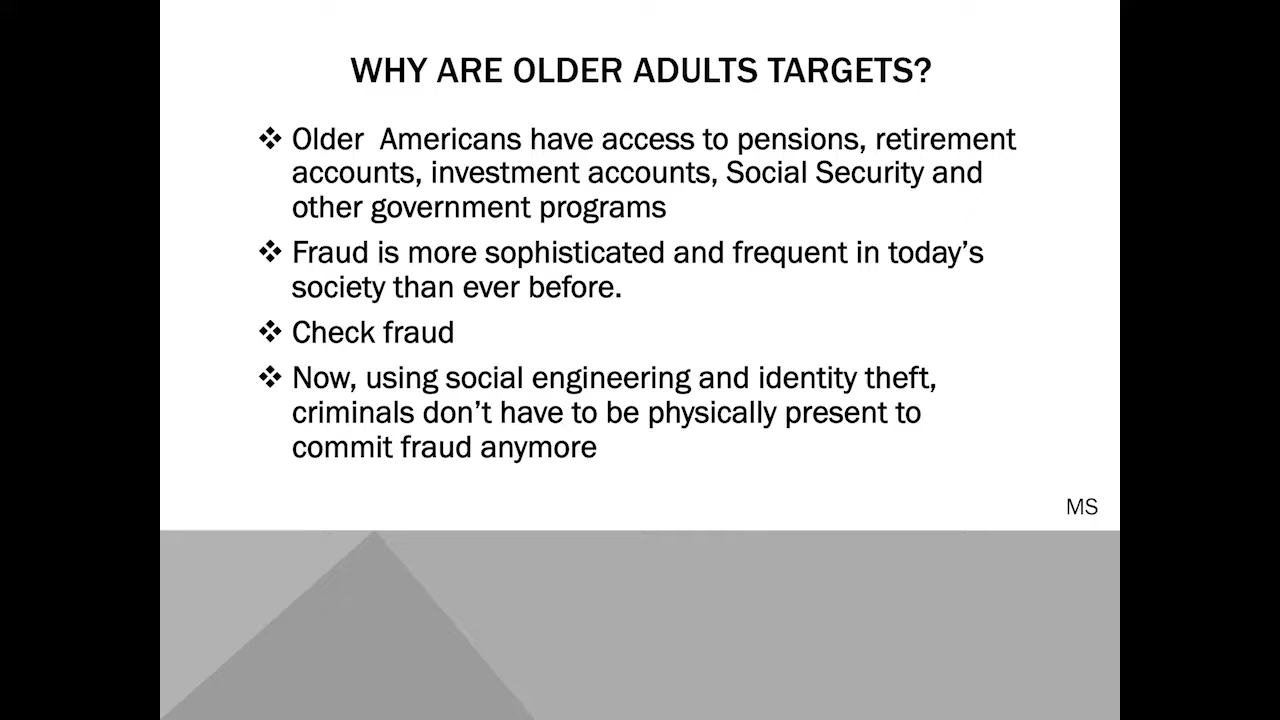 WHY ARE OLDER ADULTS TARGETS?
❖ Older  Americans have access to pensions, retirement
accounts, investment accounts, Social Security and
other government programs
❖ Fraud is more sophisticated and frequent in today’s
society than ever before.
❖ Check fraud
❖ Now, using social engineering and identity theft,
criminals don’t have to be physically present to
commit fraud anymore
MS